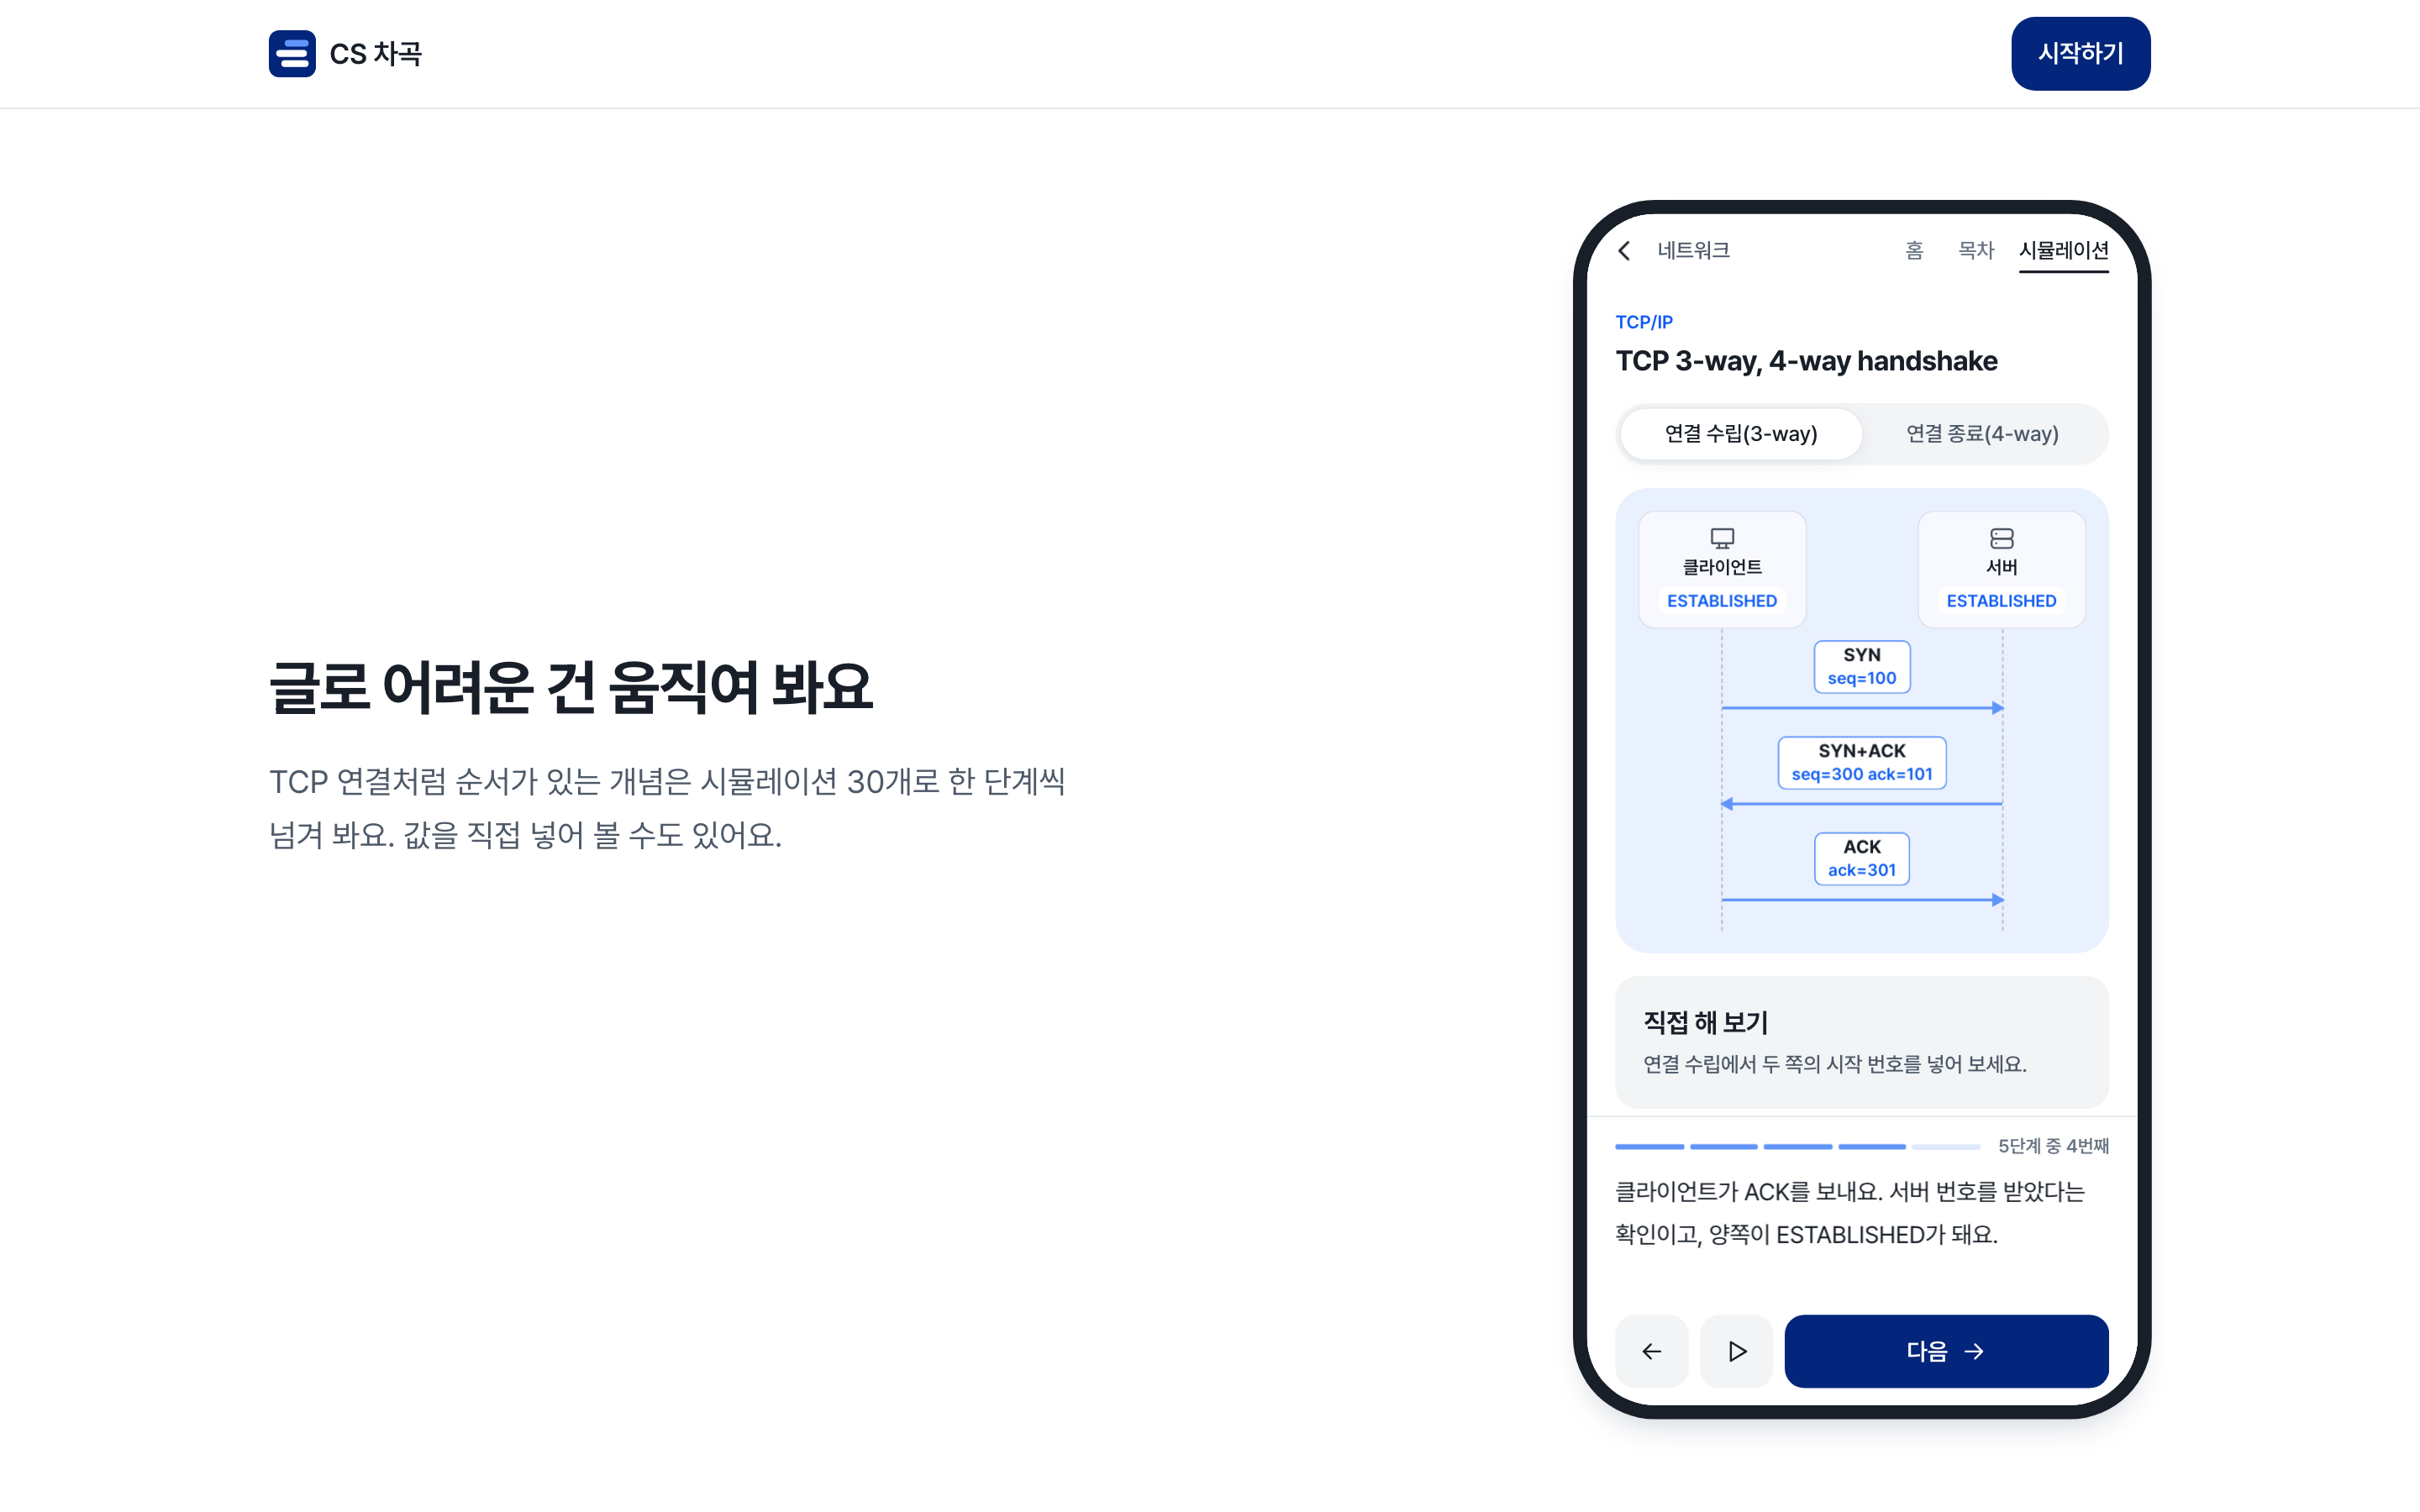 CS 차곡
시작하기
글로 어려운 건 움직여 봐요
TCP 연결처럼 순서가 있는 개념은 시뮬레이션 30개로 한 단계씩
넘겨 봐요. 값을 직접 넣어 볼 수도 있어요.
네트워크
홈
목차
시뮬레이션
TCP/IP
TCP 3-way, 4-way handshake
연결 수립(3-way)
연결 종료(4-way)
클라이언트
ESTABLISHED
서버
ESTABLISHED
SYN
seq=100
SYN+ACK
seq=300 ack=101
ACK
ack=301
직접 해 보기
연결 수립에서 두 쪽의 시작 번호를 넣어 보세요.
5단계 중 4번째
클라이언트가 ACK를 보내요. 서버 번호를 받았다는
확인이고, 양쪽이 ESTABLISHED가 돼요.
다음